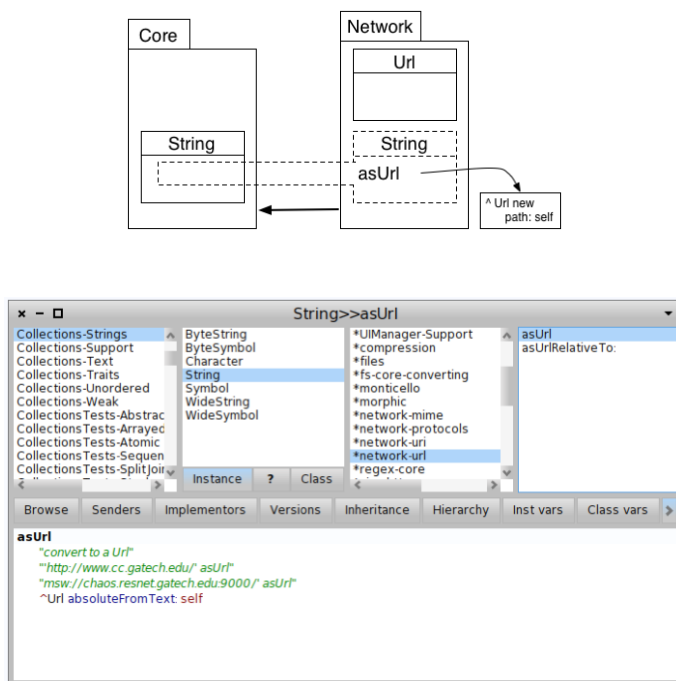 Core
Network
Url
String
String
asUrl
^ Url new
path: self
String>>asUrl
Collections-Strings
Collections-Support
Collections-Text
Collections-Traits
Collections-Unordered
Collections-Weak
CollectionsTests-Abstrac
CollectionsTests-Arrayed
CollectionsTests-Atomic
CollectionsTests-Sequen
CollectionsTests-SplitJoin
ByteString
ByteSymbol
Character
String
Symbol
WideString
WideSymbol
Instance ? Class
*UIManager-Support
*compression
*files
*fs-core-converting
*monticello
*morphic
*network-mime
*network-protocols
*network-uri
*network-url
*regex-core
asUrl
asUrlRelativeTo:
Browse Senders Implementors Versions Inheritance Hierarchy Inst vars Class vars
asUrl
"convert to a Url"
"'http://www.cc.gatech.edu/' asUrl"
"msw://chaos.resnet.gatech.edu:9000/' asUrl"
^Url absoluteFromText: self